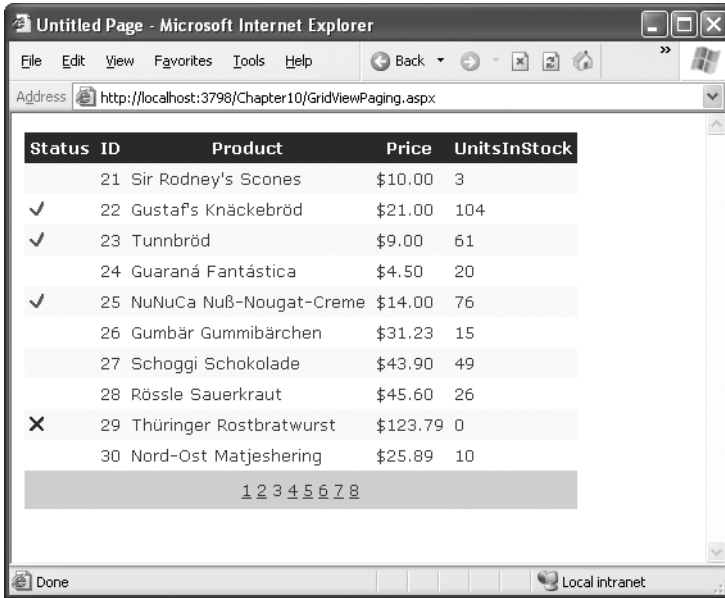 Untitled Page - Microsoft Internet Explorer
File Edit View Favorites Tools Help Back »
Address http://localhost:3798/Chapter10/GridViewPaging.aspx
Status ID Product Price UnitsInStock
21 Sir Rodney's Scones $10.00 3
22 Gustaf's Knäckebröd $21.00 104
23 Tunnbröd $9.00 61
24 Guaraná Fantástica $4.50 20
25 NuNuCa Nuß-Nougat-Creme $14.00 76
26 Gumbär Gummibärchen $31.23 15
27 Schoggi Schokolade $43.90 49
28 Rössle Sauerkraut $45.60 26
29 Thüringer Rostbratwurst $123.79 0
30 Nord-Ost Matjeshering $25.89 10
1 2 3 4 5 6 7 8
Done Local intranet